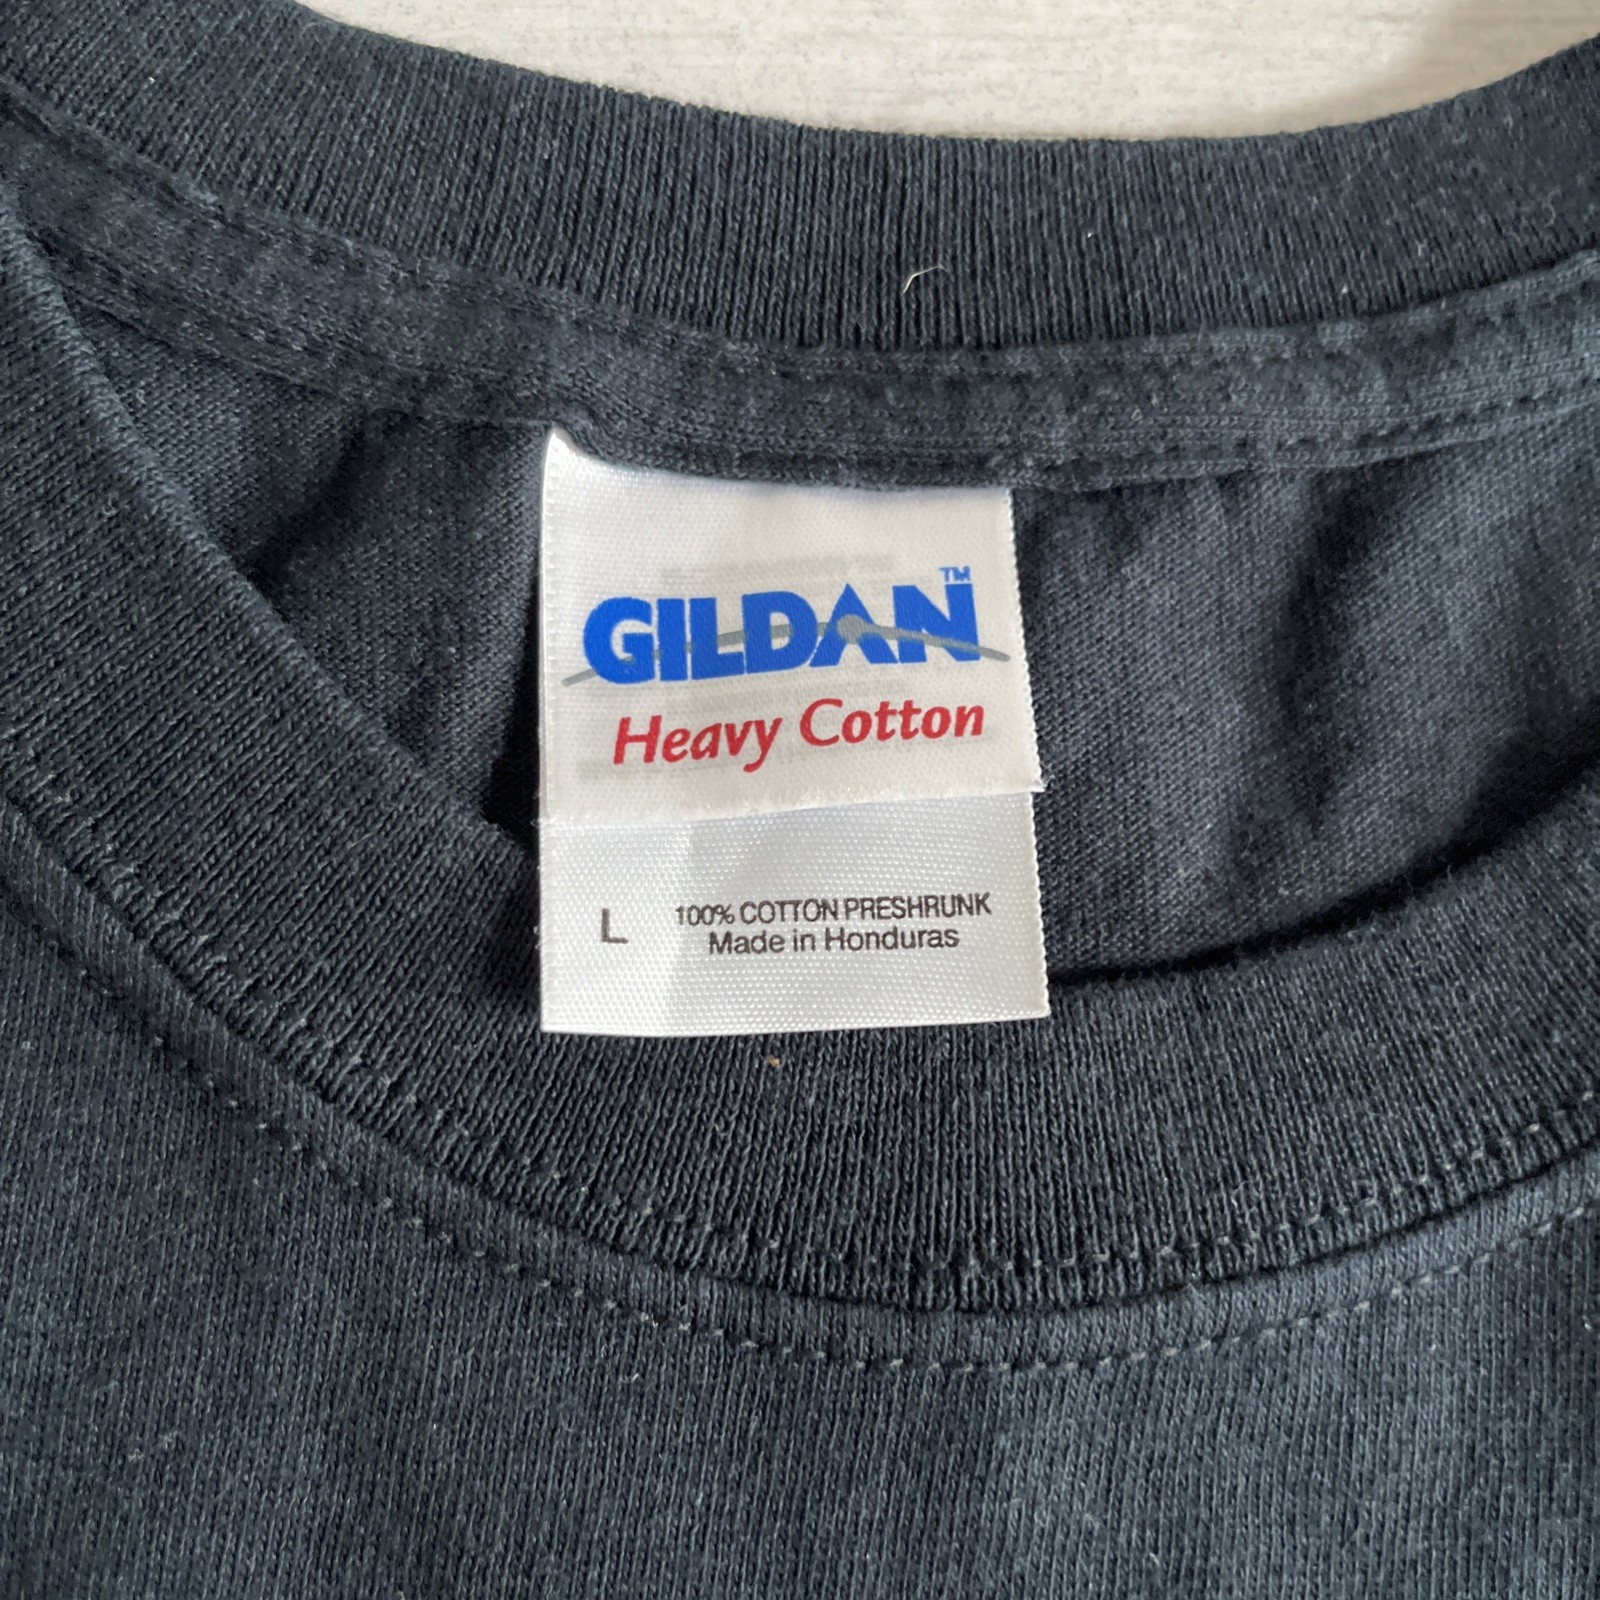 GILDAN™
Heavy Cotton
L
100% COTTON PRESHRUNK
Made in Honduras